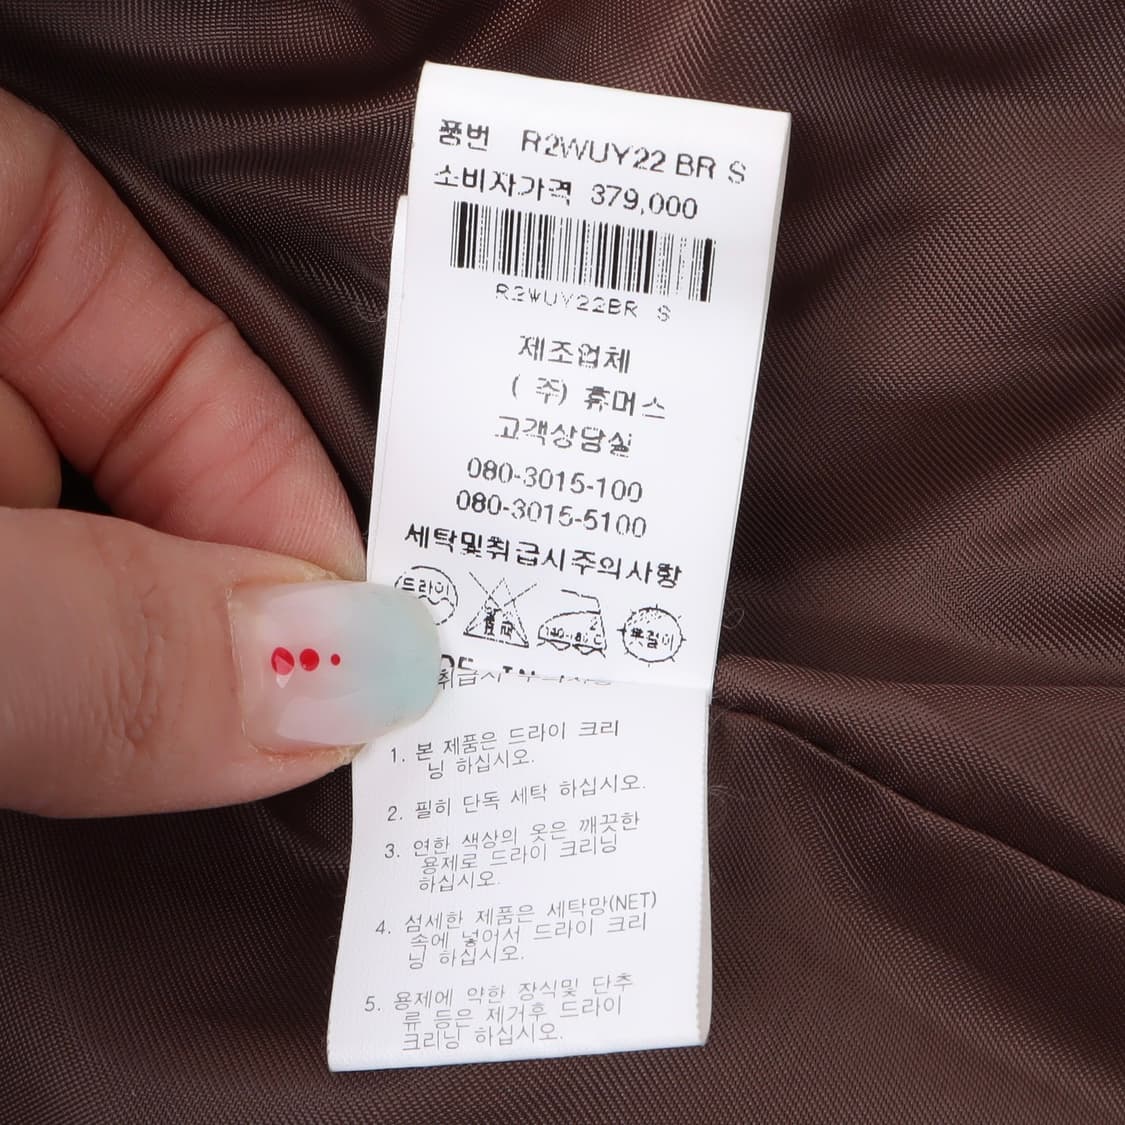 품번 R2WUY22 BR S
소비자가격 379,000
R2WUY22BR S
제조업체
(주) 휴머스
고객상담실
080-3015-100
080-3015-5100
세탁및취급시주의사항
드라이
옷걸이
취급시
1. 본 제품은 드라이 크리
닝 하십시오.
2. 필히 단독 세탁 하십시오.
3. 연한 색상의 옷은 깨끗한
용제로 드라이 크리닝
하십시오.
4. 섬세한 제품은 세탁망(NET)
속에 넣어서 드라이 크리
닝 하십시오.
5. 용제에 약한 장식및 단추
류 등은 제거후 드라이
크리닝 하십시오.